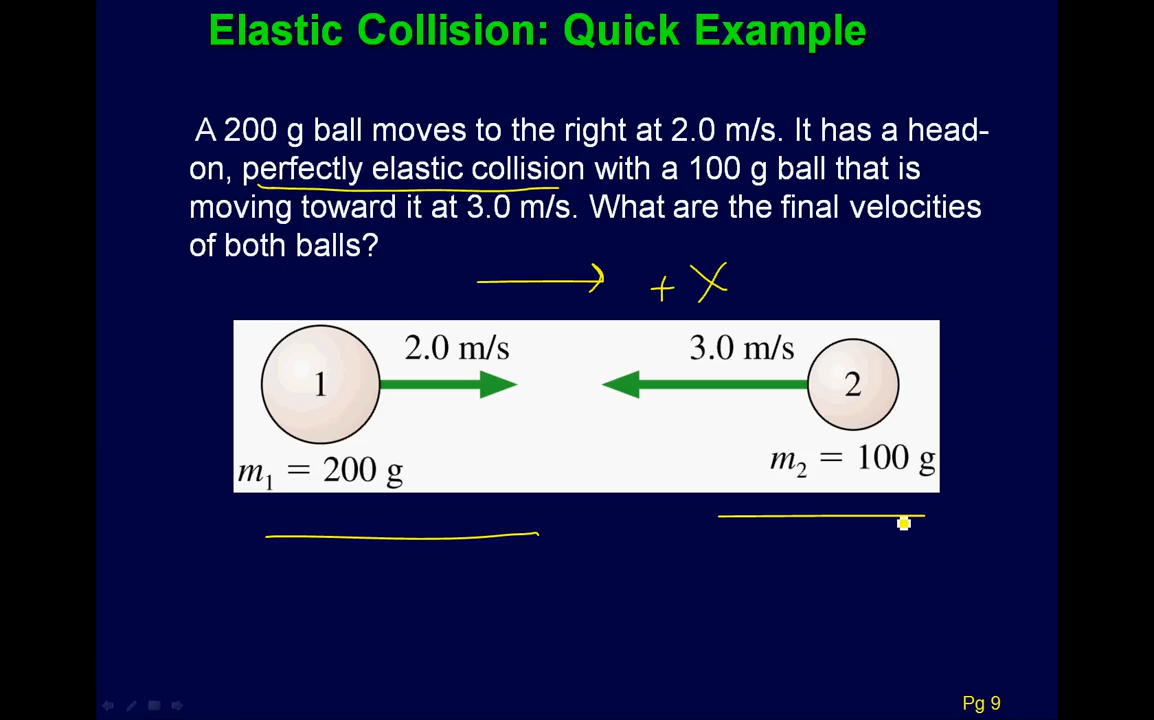 Elastic Collision: Quick Example
A 200 g ball moves to the right at 2.0 m/s. It has a head-
on, perfectly elastic collision with a 100 g ball that is
moving toward it at 3.0 m/s. What are the final velocities
of both balls?
+ X
2.0 m/s
3.0 m/s
1
2
m₁ = 200 g
m₂ = 100 g
Pg 9